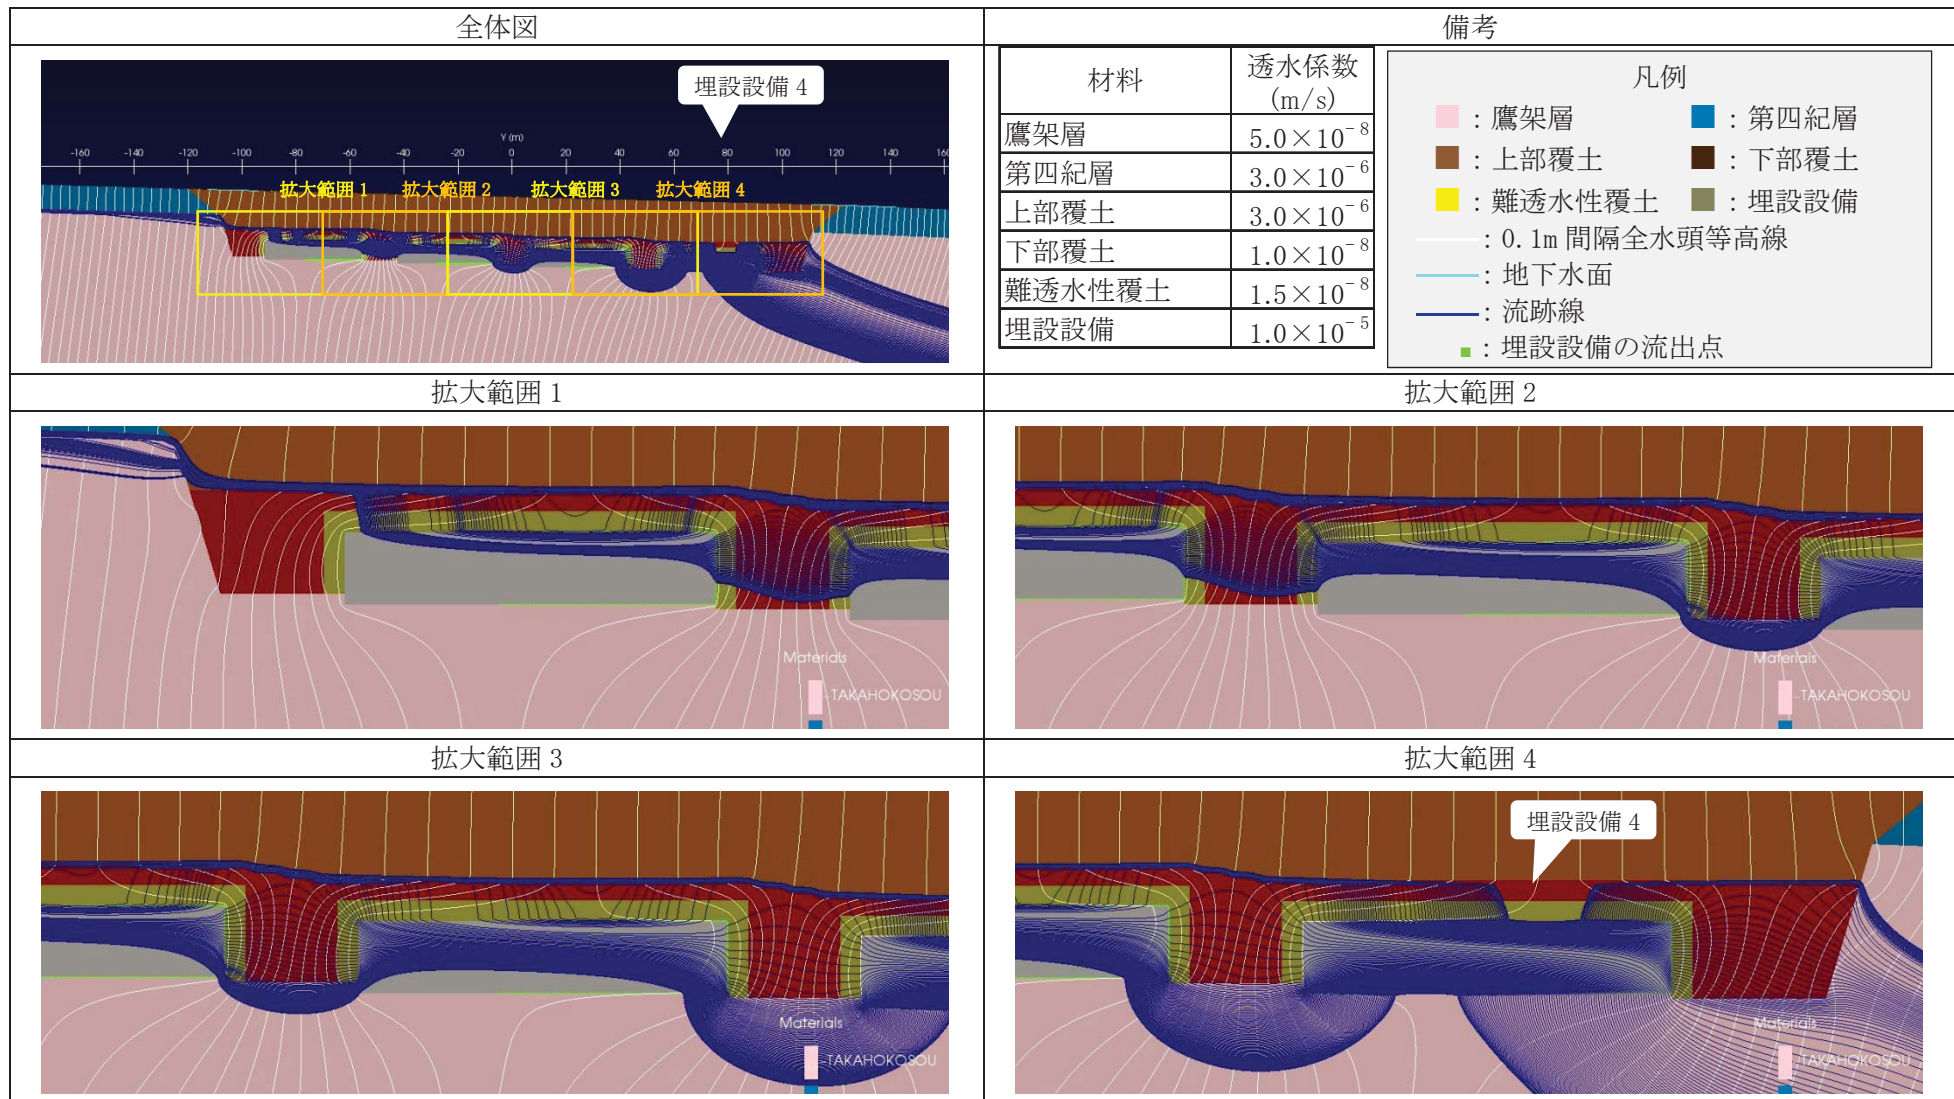 全体図
備考
埋設設備 4
Y (m)
-160 -140 -120 -100 -80 -60 -40 -20 0 20 40 60 80 100 120 140 160
拡大範囲 1 拡大範囲 2 拡大範囲 3 拡大範囲 4
材料 透水係数
(m/s)
鷹架層 5.0×10⁻⁸
第四紀層 3.0×10⁻⁶
上部覆土 3.0×10⁻⁶
下部覆土 1.0×10⁻⁸
難透水性覆土 1.5×10⁻⁸
埋設設備 1.0×10⁻⁵
凡例
：鷹架層 ：第四紀層
：上部覆土 ：下部覆土
：難透水性覆土 ：埋設設備
：0.1m 間隔全水頭等高線
：地下水面
：流跡線
：埋設設備の流出点
拡大範囲 1
拡大範囲 2
Materials
-TAKAHOKOSOU
Materials
-TAKAHOKOSOU
拡大範囲 3
拡大範囲 4
Materials
-TAKAHOKOSOU
埋設設備 4
Materials
-TAKAHOKOSOU